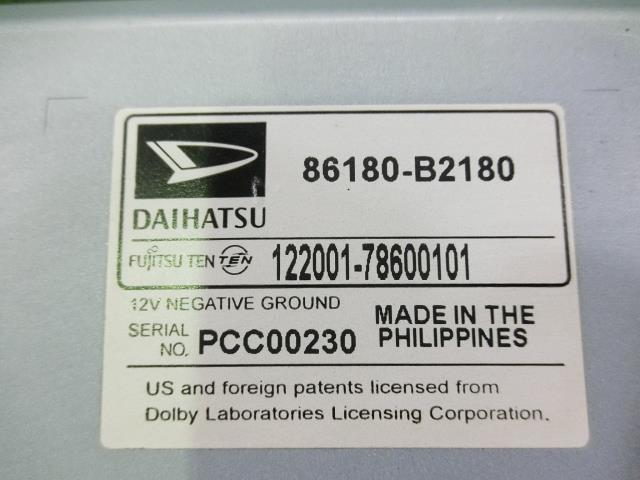 86180-B2180
DAIHATSU
FUJITSU TEN TEN 122001-78600101
12V NEGATIVE GROUND
SERIAL NO. PCC00230
MADE IN THE PHILIPPINES
US and foreign patents licensed from
Dolby Laboratories Licensing Corporation.